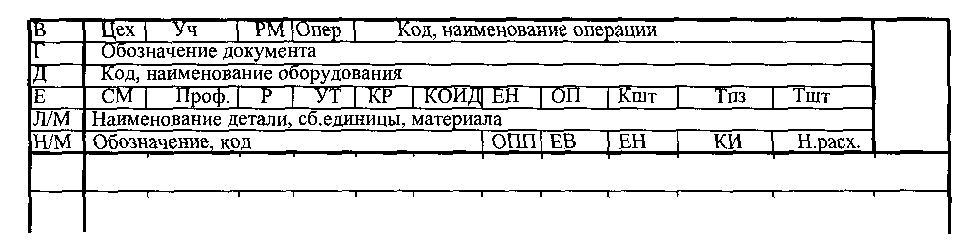 В Цех Уч РМ Опер Код, наименование операции
Г Обозначение документа
Д Код, наименование оборудования
Е СМ Проф. Р УТ КР КОИД ЕН ОП Кшт Тпз Тшт
Л/М Наименование детали, сб.единицы, материала
Н/М Обозначение, код ОПП ЕВ ЕН КИ Н.расх.